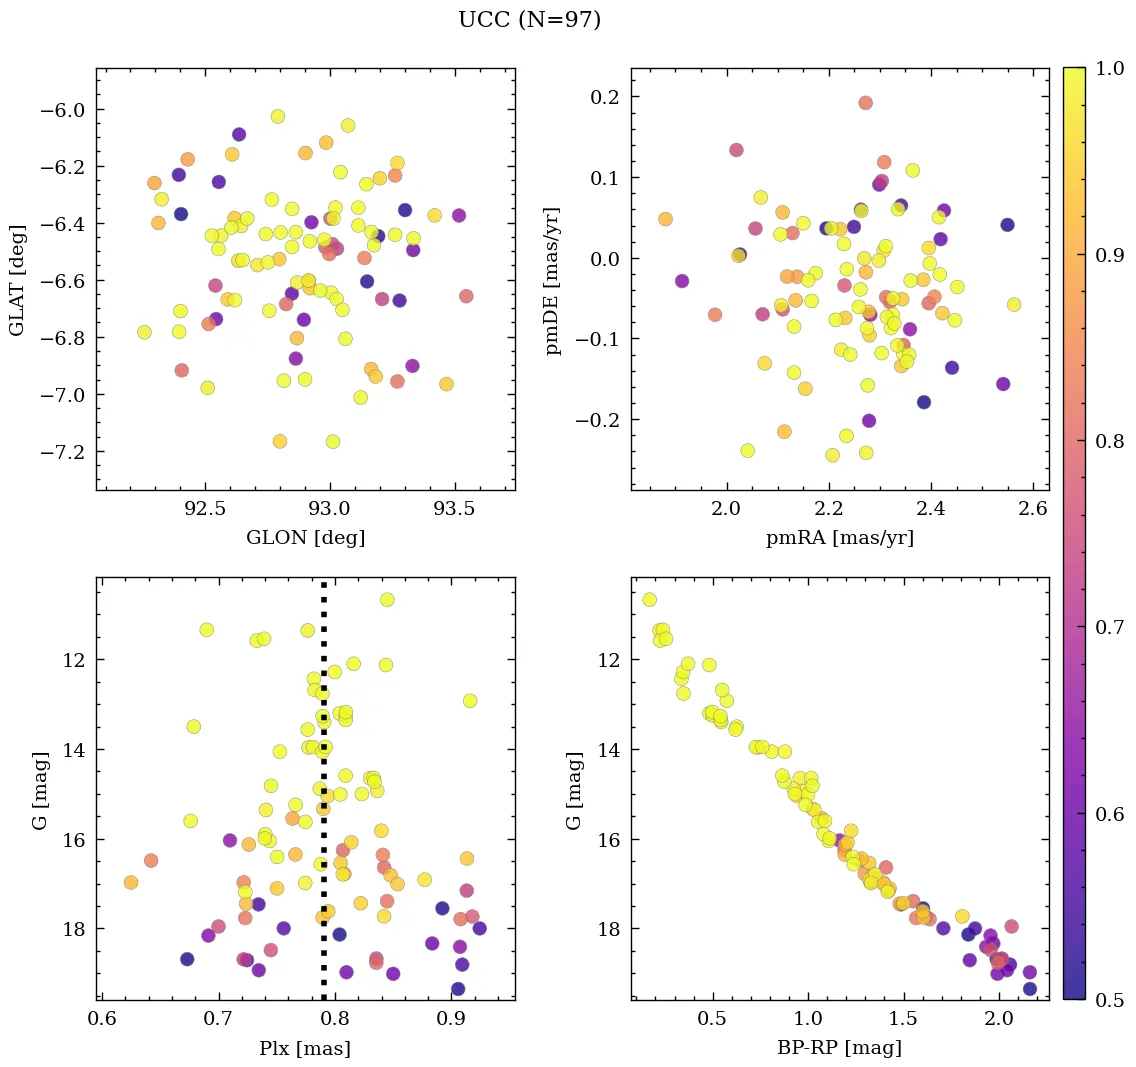 UCC (N=97)
−6.0
−6.2
−6.4
−6.6
−6.8
−7.0
−7.2
GLAT [deg]
92.5 93.0 93.5
GLON [deg]
0.2
0.1
0.0
−0.1
−0.2
pmDE [mas/yr]
2.0 2.2 2.4 2.6
pmRA [mas/yr]
1.0
0.9
0.8
0.7
0.6
0.5
12
14
16
18
G [mag]
0.6 0.7 0.8 0.9
Plx [mas]
12
14
16
18
G [mag]
0.5 1.0 1.5 2.0
BP-RP [mag]